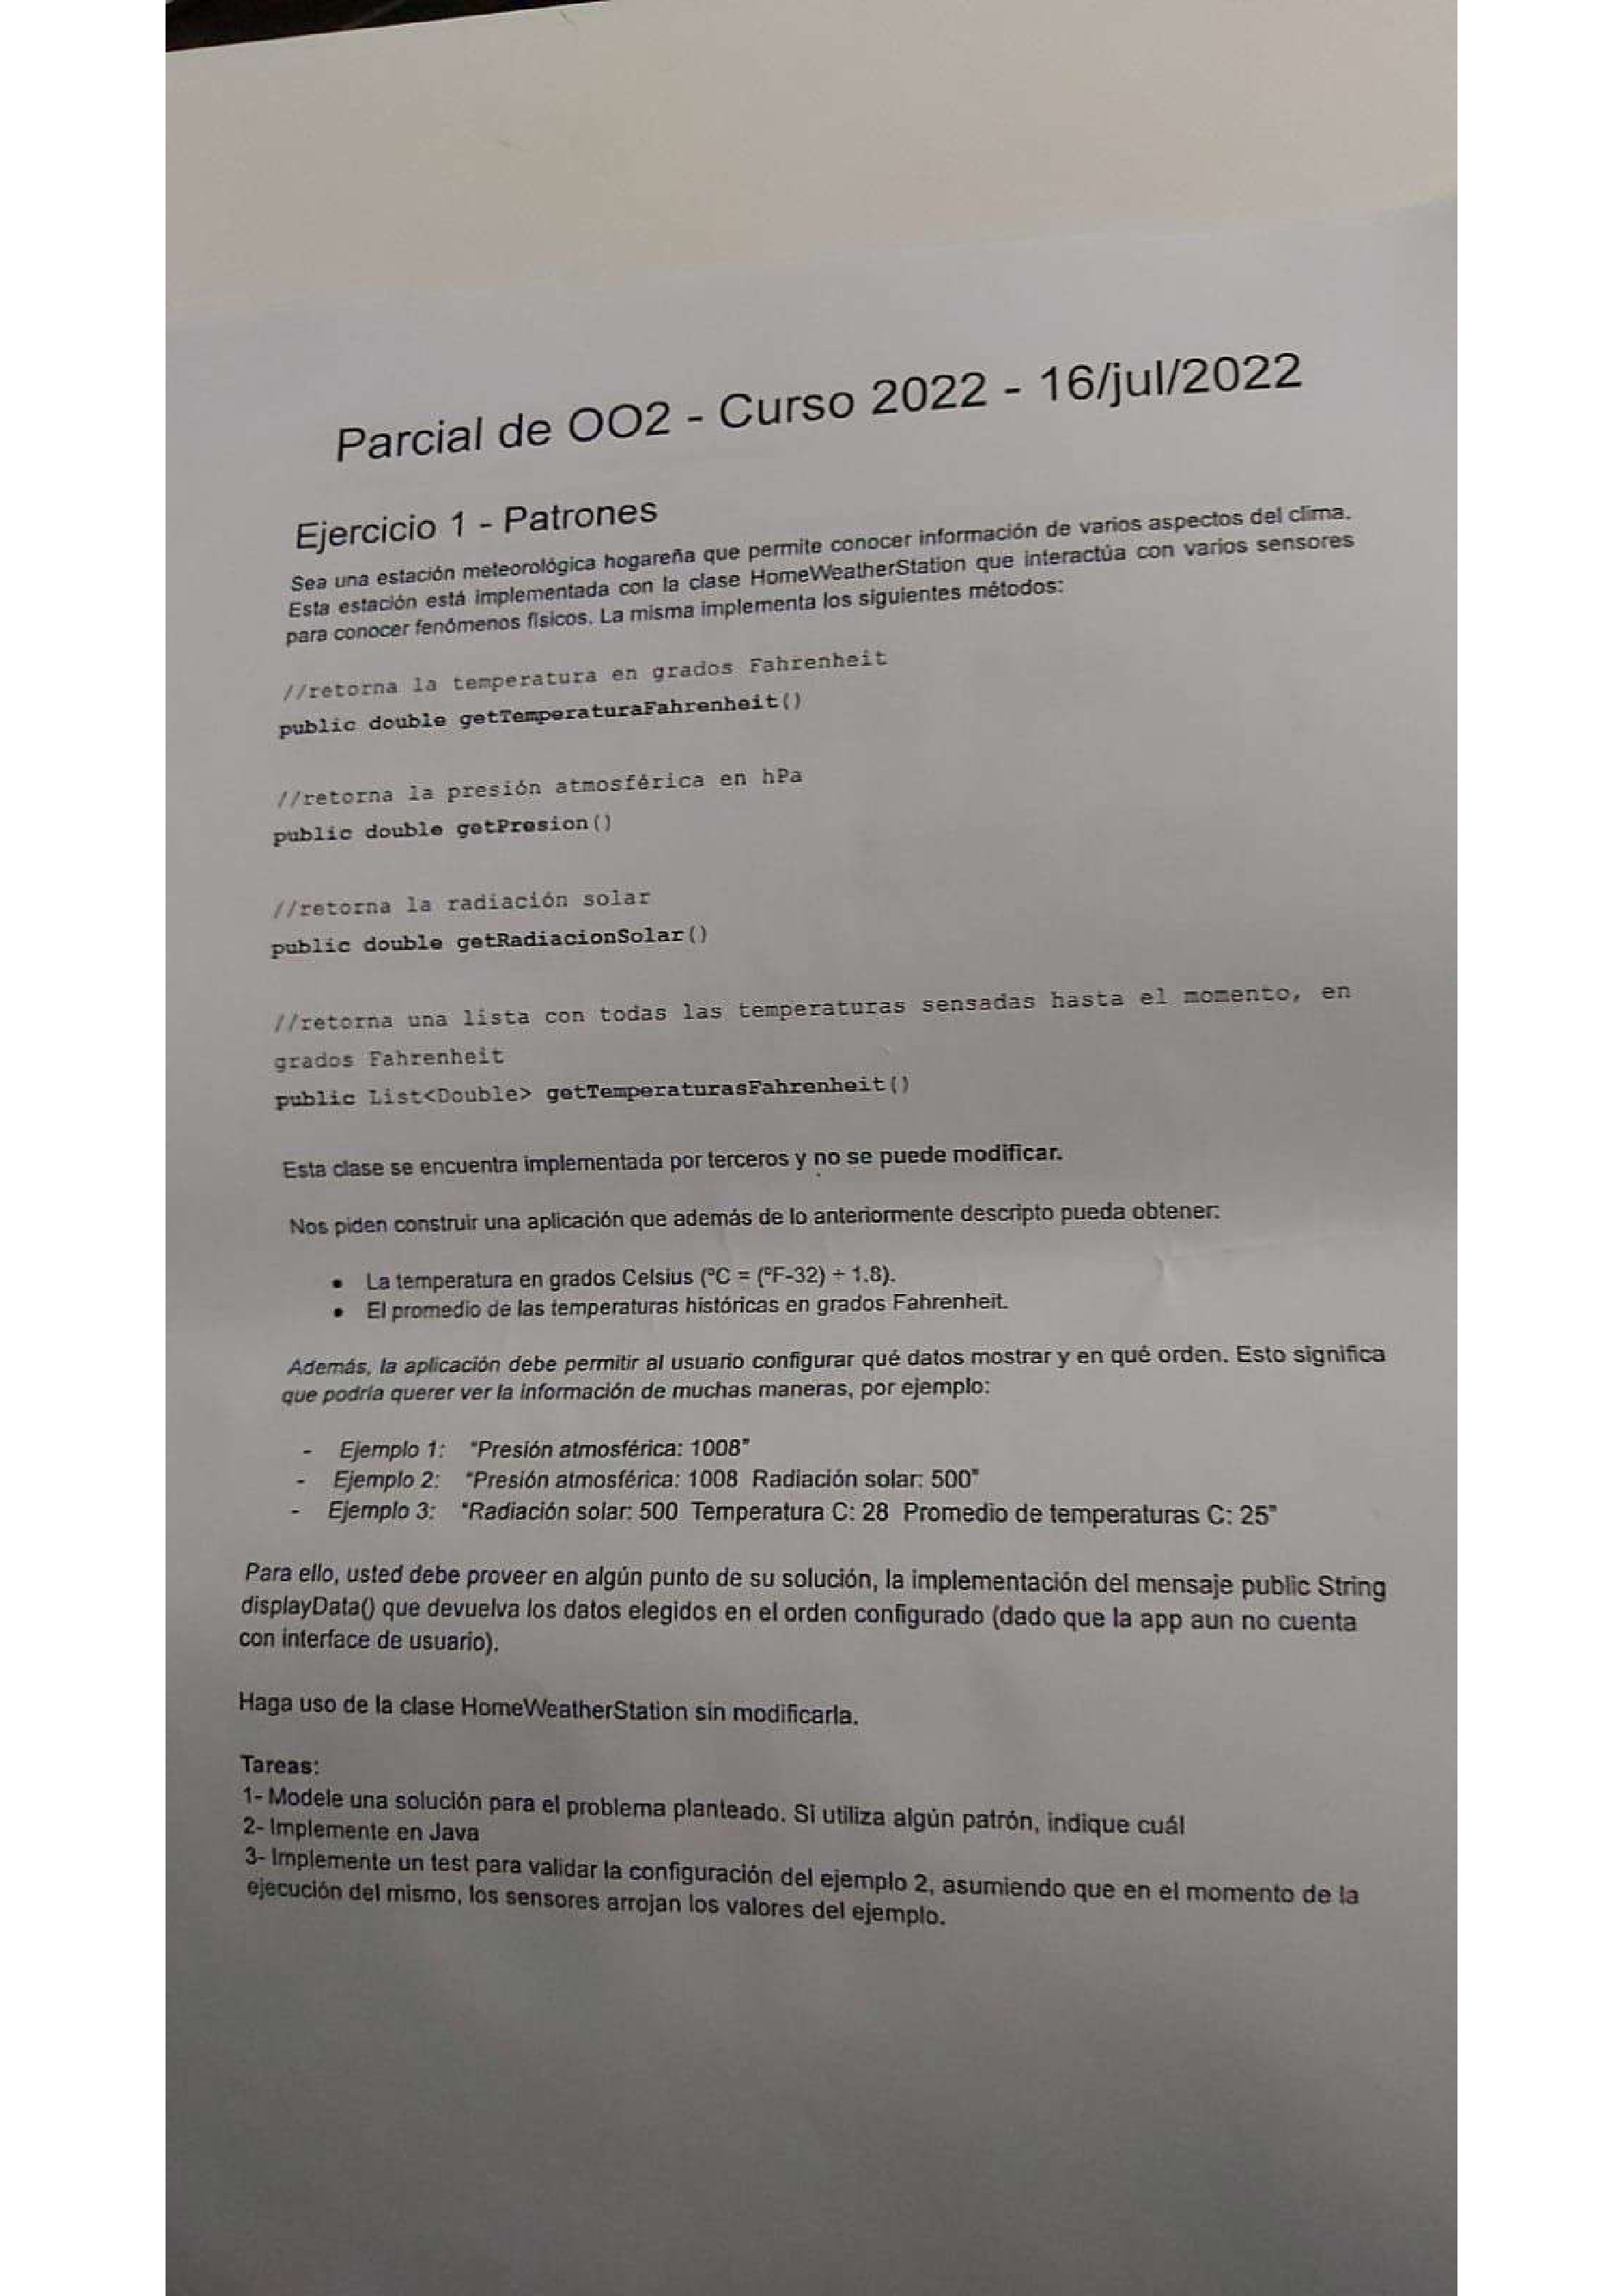 Parcial de OO2 - Curso 2022 - 16/jul/2022
Ejercicio 1 - Patrones
Sea una estación meteorológica hogareña que permite conocer información de varios aspectos del clima.
Esta estación está implementada con la clase HomeWeatherStation que interactúa con varios sensores
para conocer fenómenos físicos. La misma implementa los siguientes métodos:
//retorna la temperatura en grados Fahrenheit
public double getTemperaturaFahrenheit()
//retorna la presión atmosférica en hPa
public double getPresion()
//retorna la radiación solar
public double getRadiacionSolar()
//retorna una lista con todas las temperaturas sensadas hasta el momento, en
grados Fahrenheit
public List<Double> getTemperaturasFahrenheit()
Esta clase se encuentra implementada por terceros y no se puede modificar.
Nos piden construir una aplicación que además de lo anteriormente descripto pueda obtener:
• La temperatura en grados Celsius (ºC = (ºF-32) ÷ 1.8).
• El promedio de las temperaturas históricas en grados Fahrenheit.
Además, la aplicación debe permitir al usuario configurar qué datos mostrar y en qué orden. Esto significa
que podría querer ver la información de muchas maneras, por ejemplo:
- Ejemplo 1: "Presión atmosférica: 1008"
- Ejemplo 2: "Presión atmosférica: 1008 Radiación solar: 500"
- Ejemplo 3: "Radiación solar: 500 Temperatura C: 28 Promedio de temperaturas C: 25"
Para ello, usted debe proveer en algún punto de su solución, la implementación del mensaje public String
displayData() que devuelva los datos elegidos en el orden configurado (dado que la app aun no cuenta
con interface de usuario).
Haga uso de la clase HomeWeatherStation sin modificarla.
Tareas:
1- Modele una solución para el problema planteado. Si utiliza algún patrón, indique cuál
2- Implemente en Java
3- Implemente un test para validar la configuración del ejemplo 2, asumiendo que en el momento de la
ejecución del mismo, los sensores arrojan los valores del ejemplo.